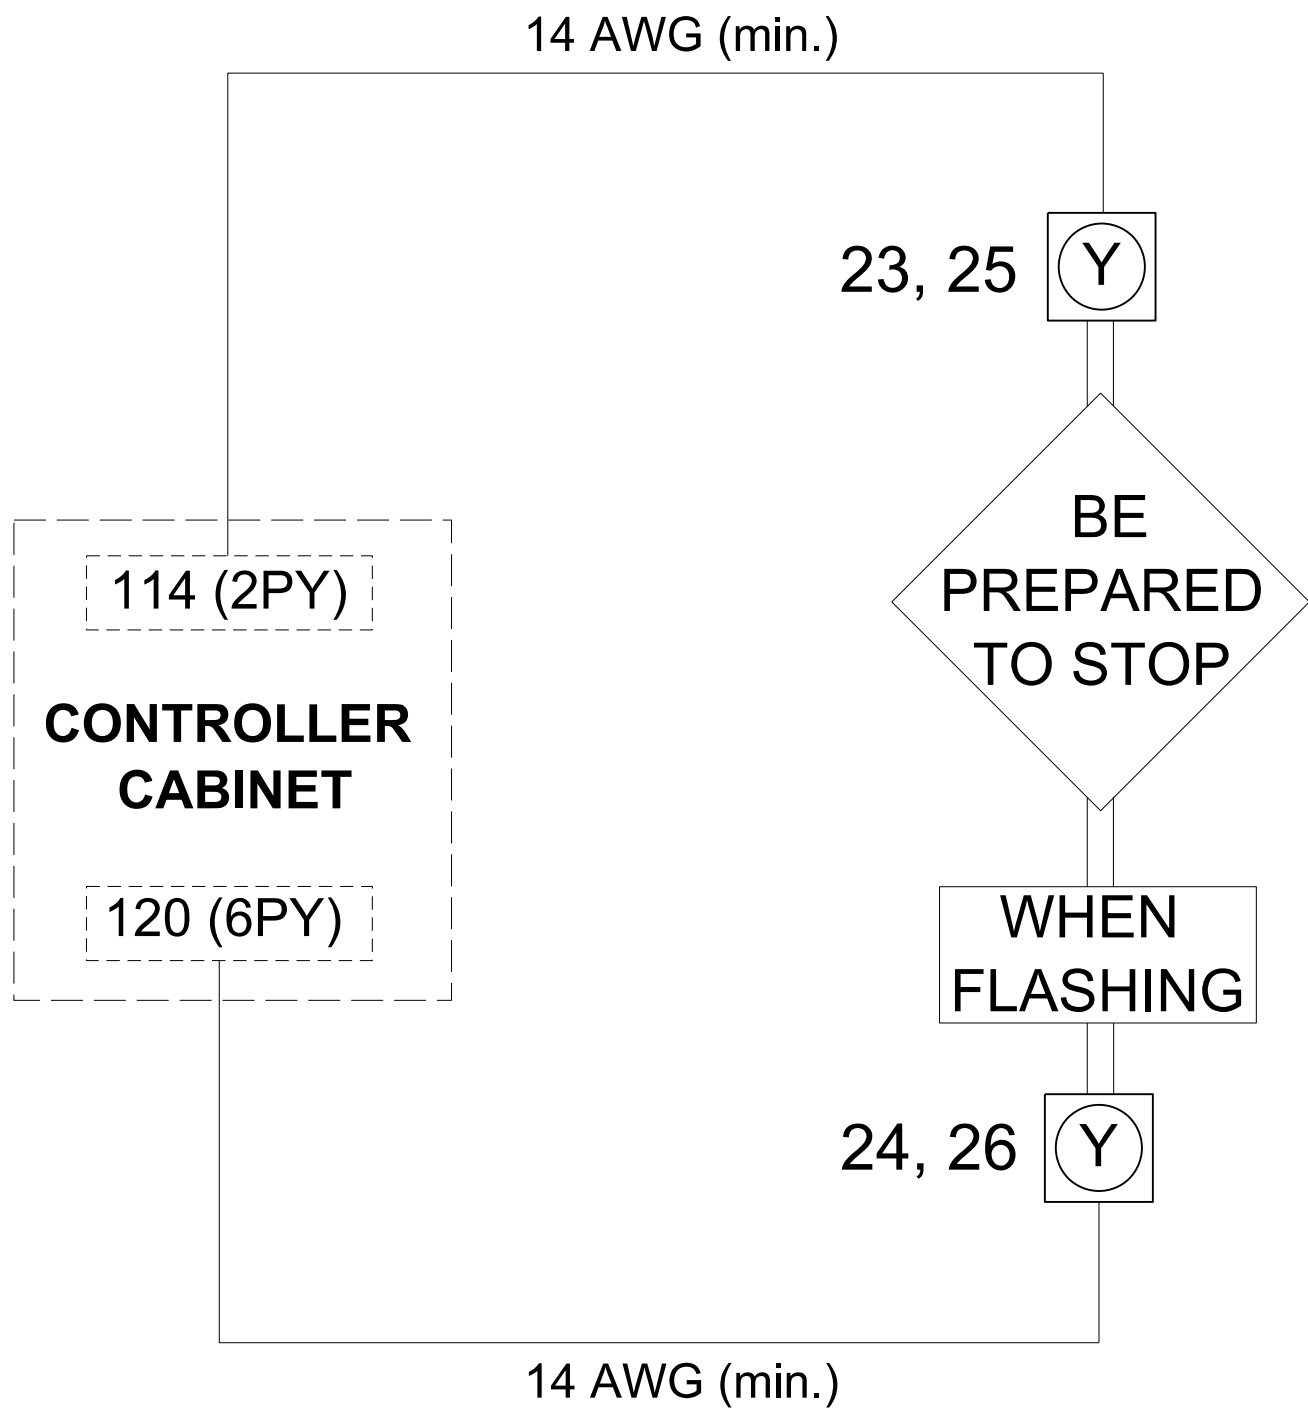 14 AWG (min.)
23, 25
Y
BE
PREPARED
TO STOP
114 (2PY)
CONTROLLER
CABINET
120 (6PY)
WHEN
FLASHING
24, 26
Y
14 AWG (min.)